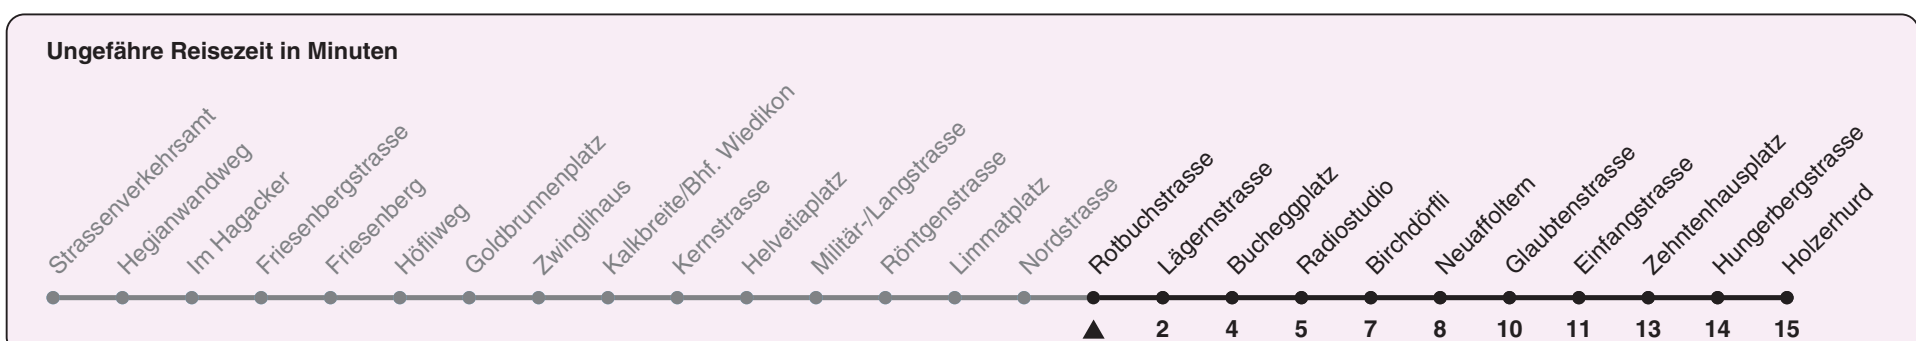 Ungefähre Reisezeit in Minuten
Strassenverkehrsamt
Hegianwandweg
Im Hagacker
Friesenbergstrasse
Friesenberg
Höfliweg
Goldbrunnenplatz
Zwinglihaus
Kalkbreite/Bhf. Wiedikon
Kernstrasse
Helvetiaplatz
Militär-/Langstrasse
Röntgenstrasse
Limmatplatz
Nordstrasse
Rotbuchstrasse
Lägernstrasse
Bucheggplatz
Radiostudio
Birchdörfli
Neuaffoltern
Glaubtenstrasse
Einfangstrasse
Zehntenhausplatz
Hungerbergstrasse
Holzerhurd
2 4 5 7 8 10 11 13 14 15